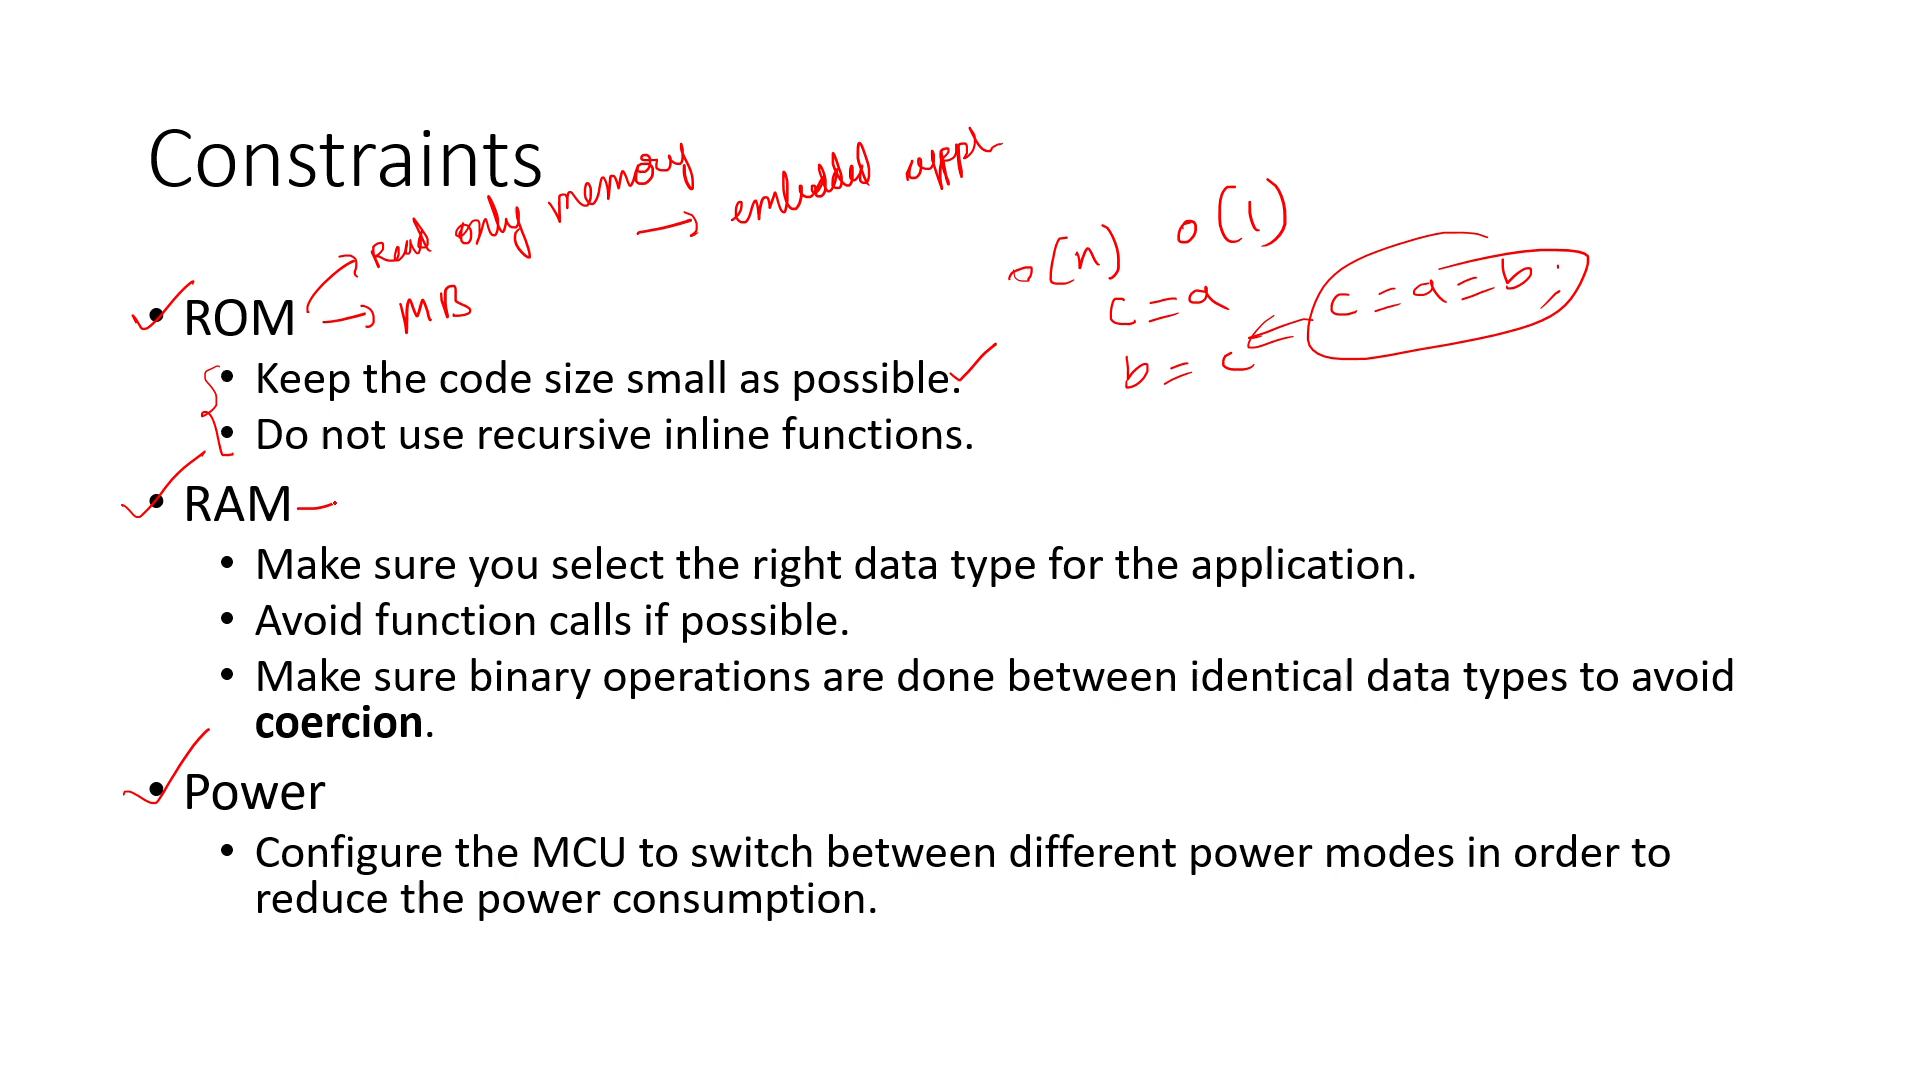 Constraints
Read only memory → embedded appl
o(n) o(1)
• ROM → MB
c = a
c = a = b;
b = c
• Keep the code size small as possible.
• Do not use recursive inline functions.
• RAM –
• Make sure you select the right data type for the application.
• Avoid function calls if possible.
• Make sure binary operations are done between identical data types to avoid
coercion.
• Power
• Configure the MCU to switch between different power modes in order to
reduce the power consumption.